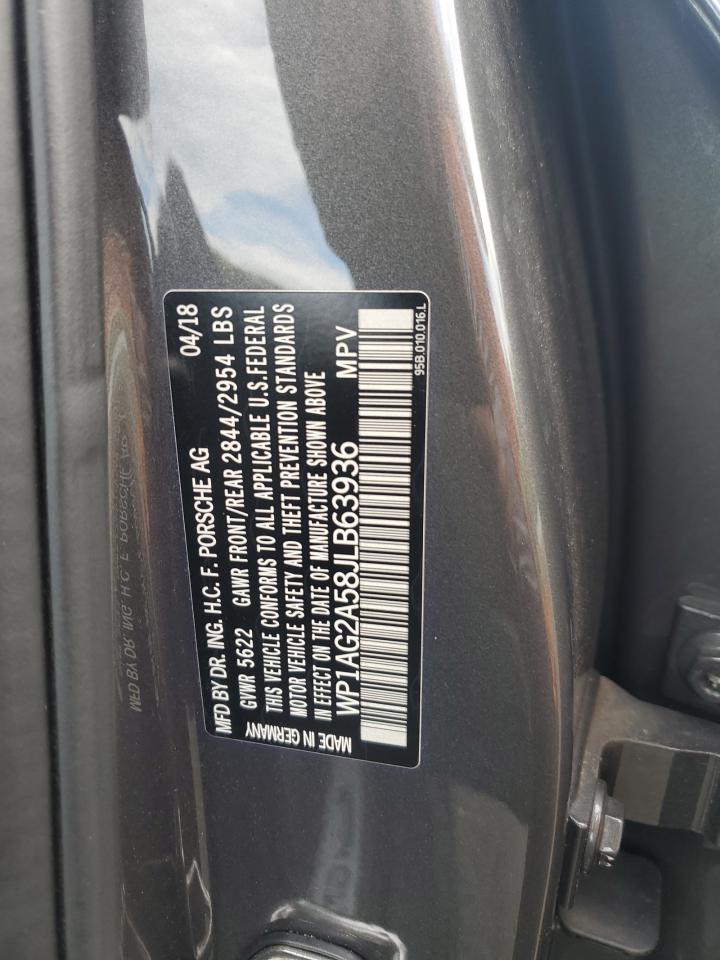 MFD BY DR. ING. H.C. F. PORSCHE AG 04/18
GVWR 5622 GAWR FRONT/REAR 2844/2954 LBS
THIS VEHICLE CONFORMS TO ALL APPLICABLE U.S.FEDERAL
MOTOR VEHICLE SAFETY AND THEFT PREVENTION STANDARDS
IN EFFECT ON THE DATE OF MANUFACTURE SHOWN ABOVE
WP1AG2A58JLB63936 MPV
MADE IN GERMANY
95B.010.016.L